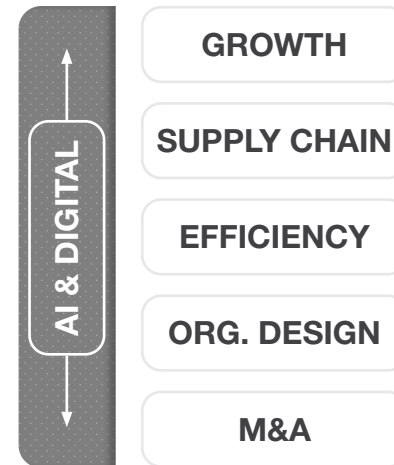 AI & DIGITAL
GROWTH
SUPPLY CHAIN
EFFICIENCY
ORG. DESIGN
M&A